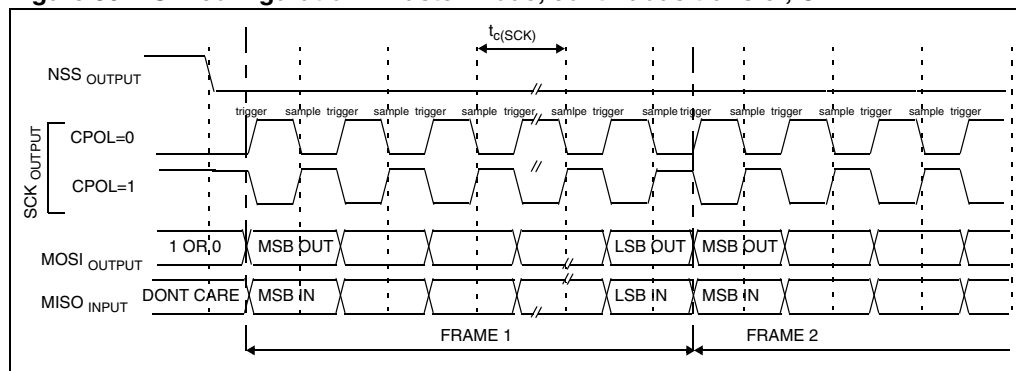 t c(SCK)
NSS OUTPUT
trigger sample trigger sample trigger sample trigger sample trigger sample trigger sample trigger sample trigger sample trigger
SCK OUTPUT
CPOL=0
CPOL=1
MOSI OUTPUT
1 OR 0 MSB OUT LSB OUT MSB OUT
MISO INPUT
DONT CARE MSB IN LSB IN MSB IN
FRAME 1 FRAME 2